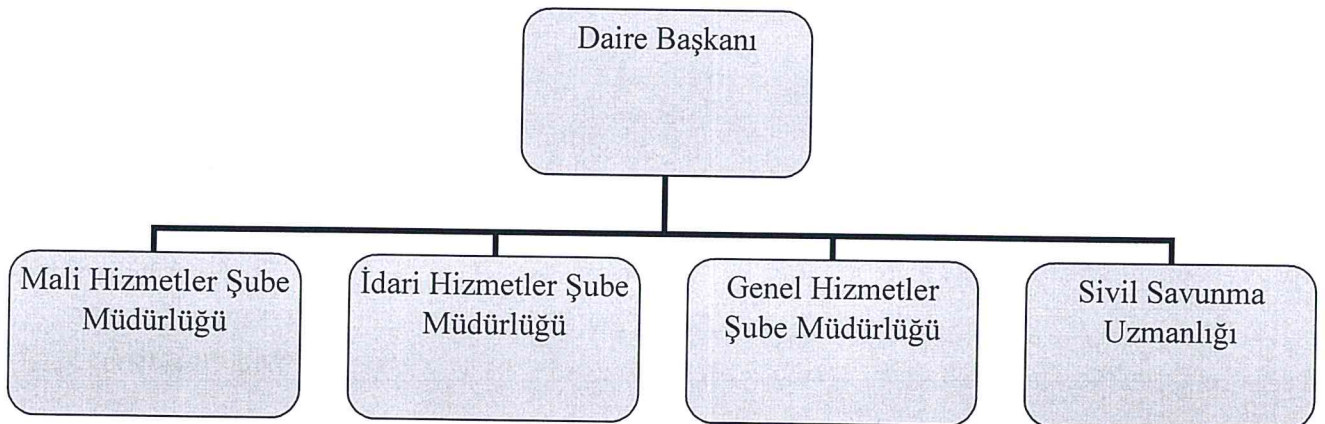 Daire Başkanı
Mali Hizmetler Şube
Müdürlüğü
İdari Hizmetler Şube
Müdürlüğü
Genel Hizmetler
Şube Müdürlüğü
Sivil Savunma
Uzmanlığı